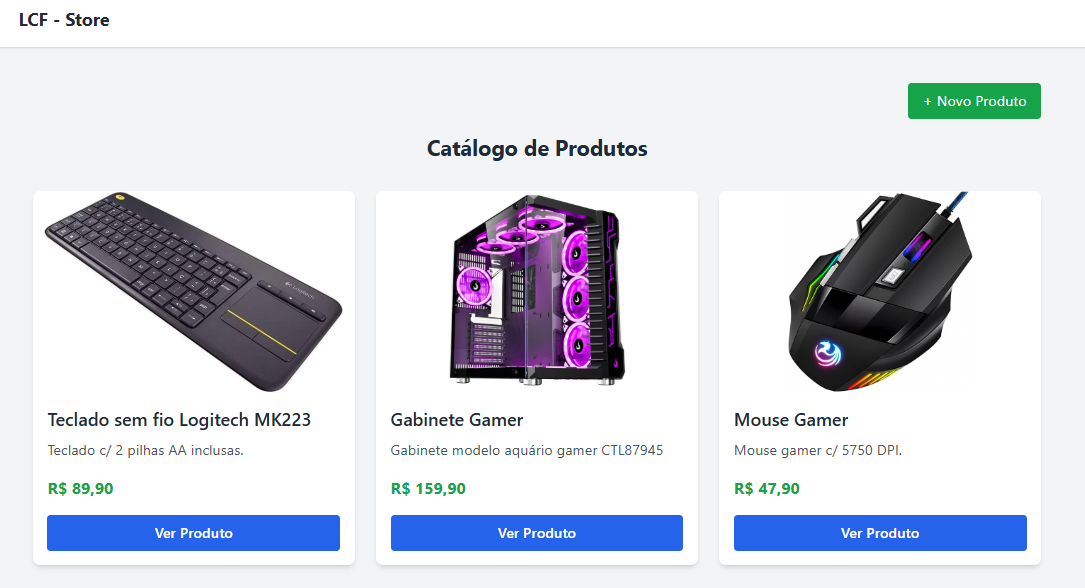 LCF - Store
+ Novo Produto
Catálogo de Produtos
Logitech
Teclado sem fio Logitech MK223
Teclado c/ 2 pilhas AA inclusas.
R$ 89,90
Ver Produto
Gabinete Gamer
Gabinete modelo aquário gamer CTL87945
R$ 159,90
Ver Produto
Mouse Gamer
Mouse gamer c/ 5750 DPI.
R$ 47,90
Ver Produto